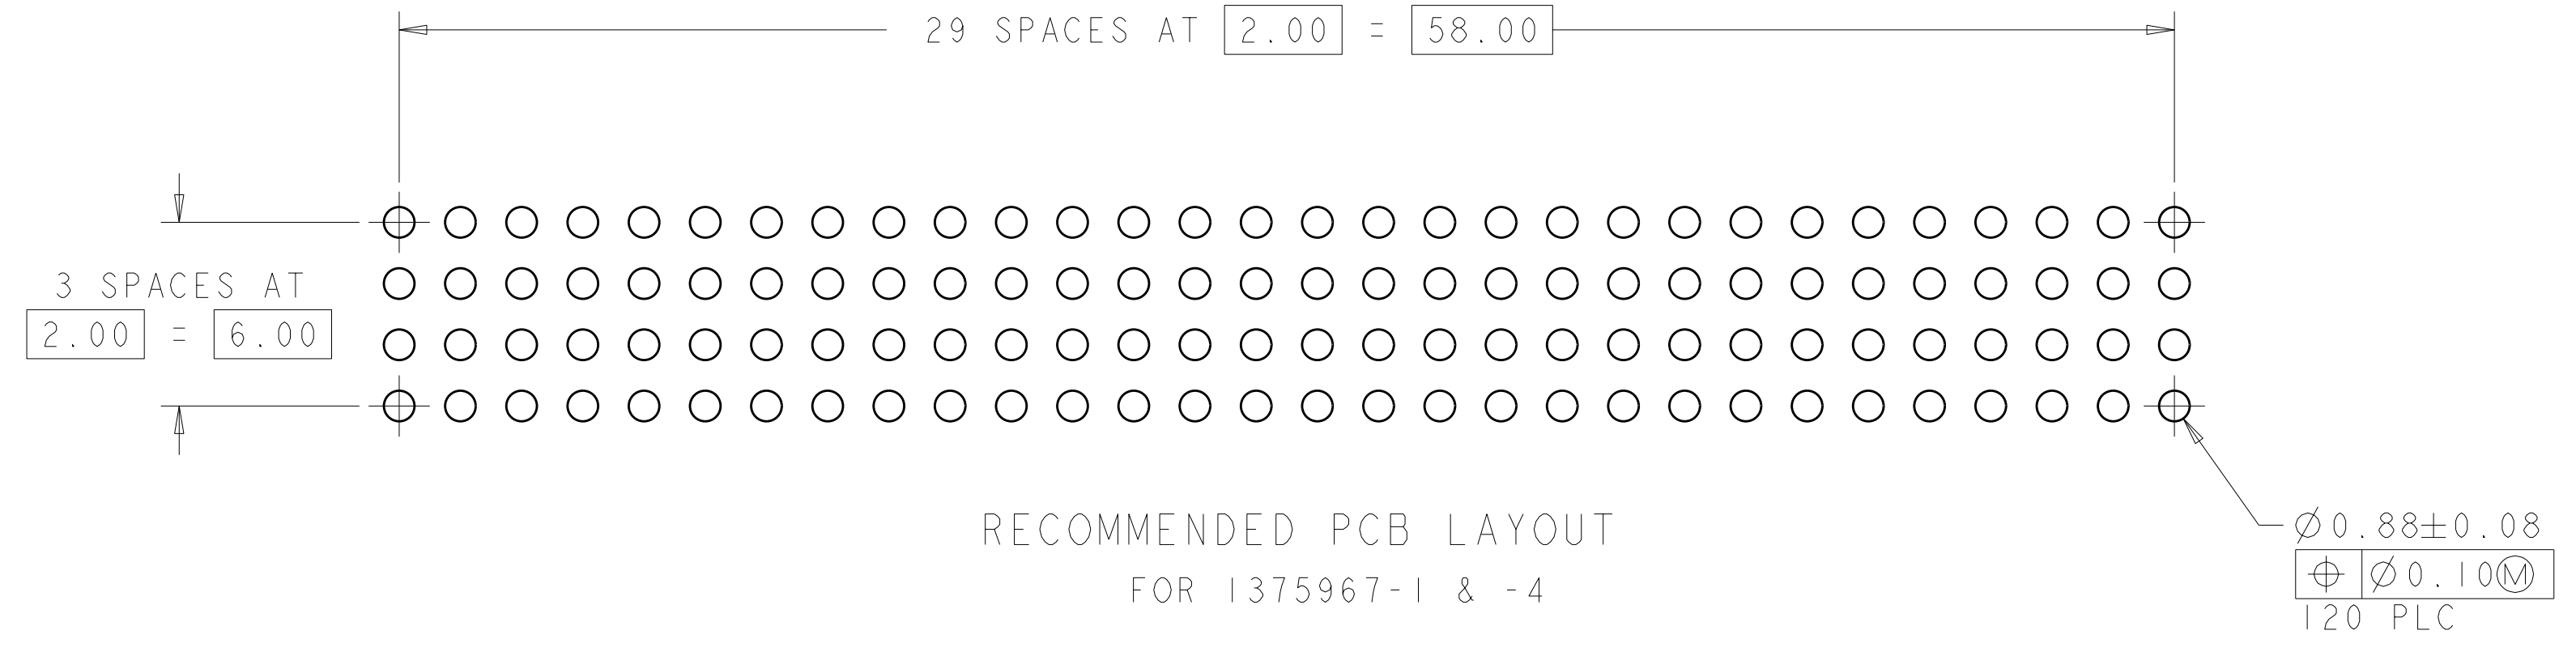 29 SPACES AT 2.00 = 58.00
3 SPACES AT
2.00 = 6.00
RECOMMENDED PCB LAYOUT
FOR 1375967-1 & -4
Ø0.88±0.08
⌖ Ø0.10Ⓜ
120 PLC